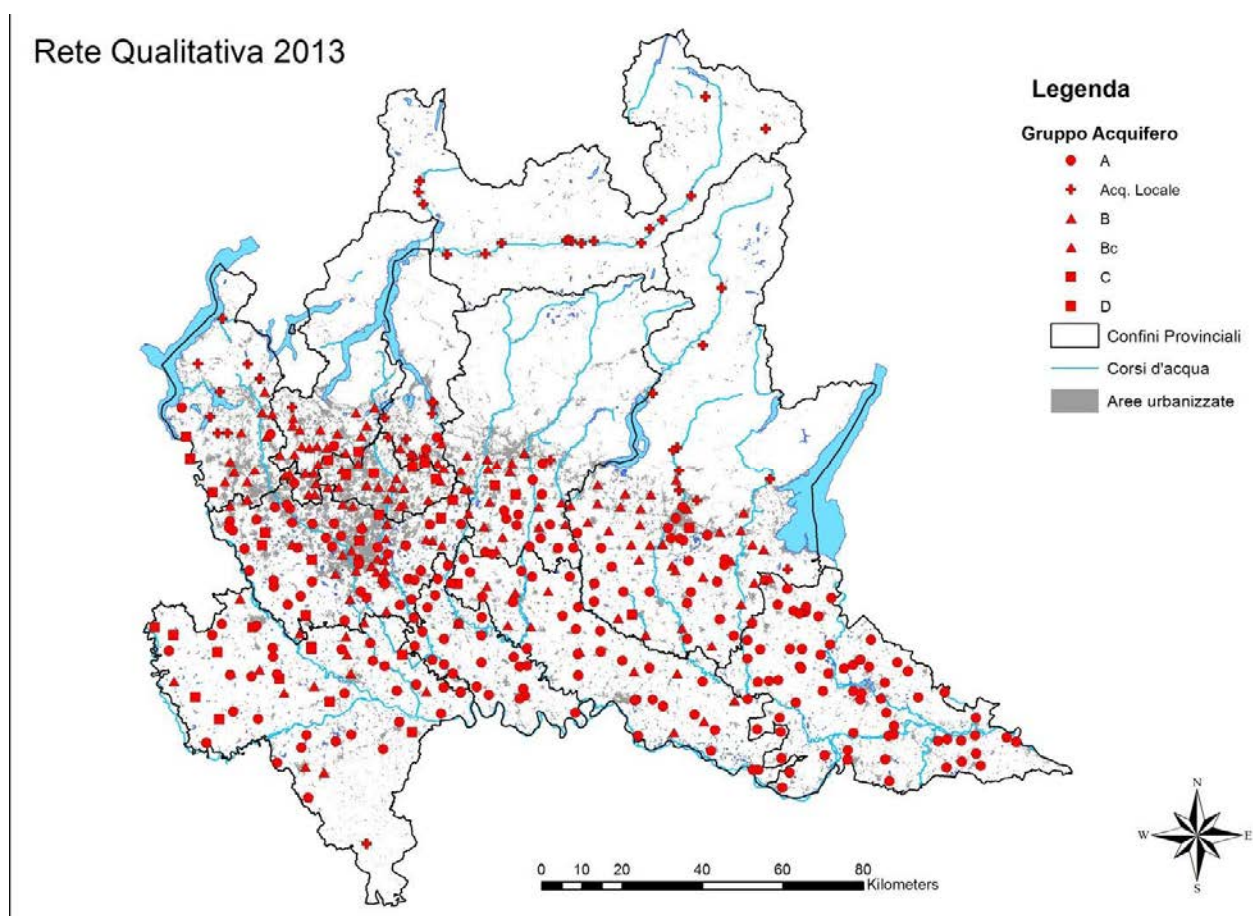 Rete Qualitativa 2013
Legenda
Gruppo Acquifero
A
Acq. Locale
B
Bc
C
D
Confini Provinciali
Corsi d'acqua
Aree urbanizzate
N
W E
S
0 10 20 40 60 80
Kilometers